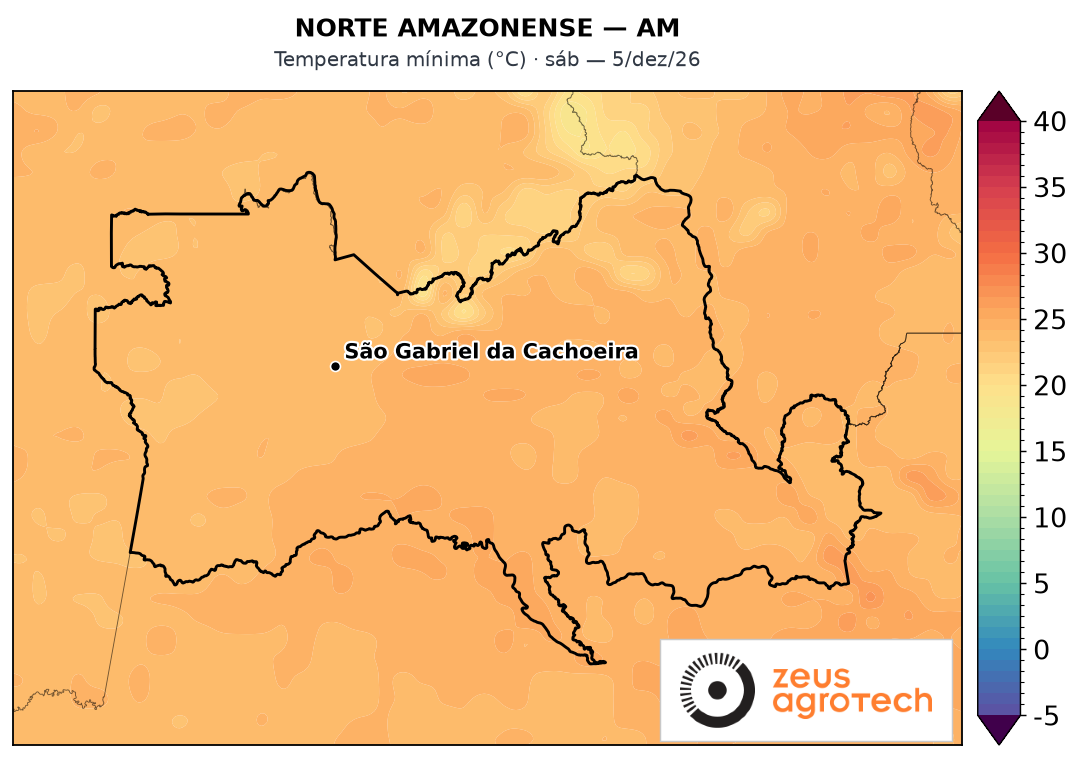 NORTE AMAZONENSE — AM
Temperatura mínima (°C) · sáb — 5/dez/26
São Gabriel da Cachoeira
40
35
30
25
20
15
10
5
0
-5
zeus
agrotech